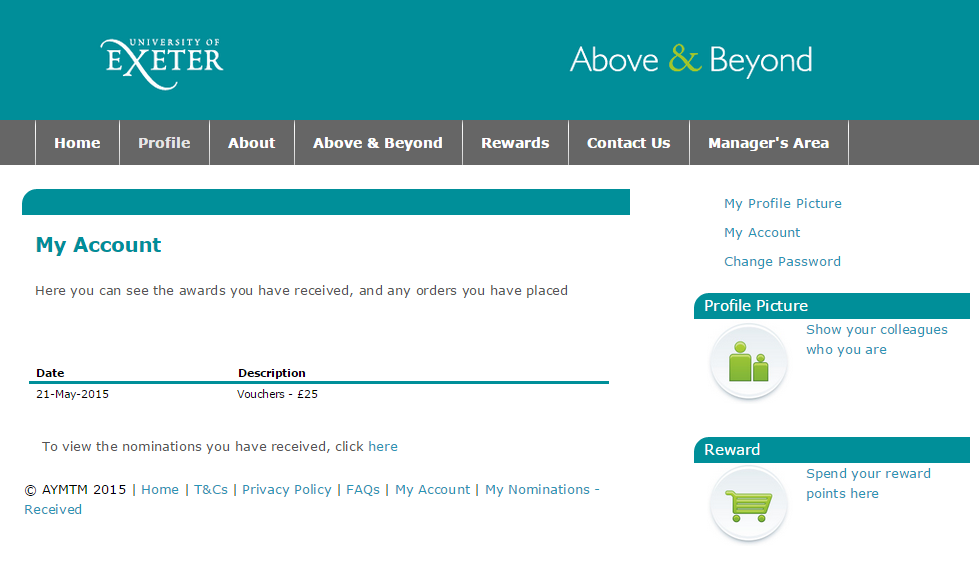 UNIVERSITY OF
EXETER
Above & Beyond
Home
Profile
About
Above & Beyond
Rewards
Contact Us
Manager's Area
My Account
Here you can see the awards you have received, and any orders you have placed
Date Description
21-May-2015 Vouchers - £25
To view the nominations you have received, click here
© AYMTM 2015 | Home | T&Cs | Privacy Policy | FAQs | My Account | My Nominations -
Received
My Profile Picture
My Account
Change Password
Profile Picture
Show your colleagues
who you are
Reward
Spend your reward
points here